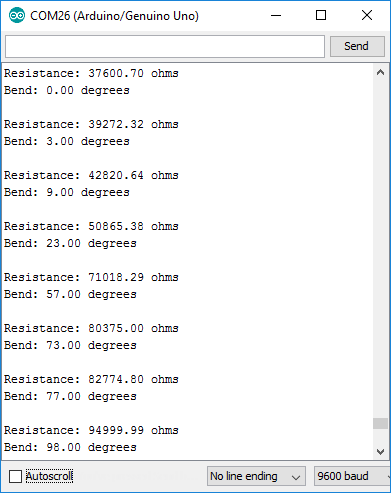 COM26 (Arduino/Genuino Uno)
Send
Resistance: 37600.70 ohms
Bend: 0.00 degrees
Resistance: 39272.32 ohms
Bend: 3.00 degrees
Resistance: 42820.64 ohms
Bend: 9.00 degrees
Resistance: 50865.38 ohms
Bend: 23.00 degrees
Resistance: 71018.29 ohms
Bend: 57.00 degrees
Resistance: 80375.00 ohms
Bend: 73.00 degrees
Resistance: 82774.80 ohms
Bend: 77.00 degrees
Resistance: 94999.99 ohms
Bend: 98.00 degrees
Autoscroll No line ending 9600 baud